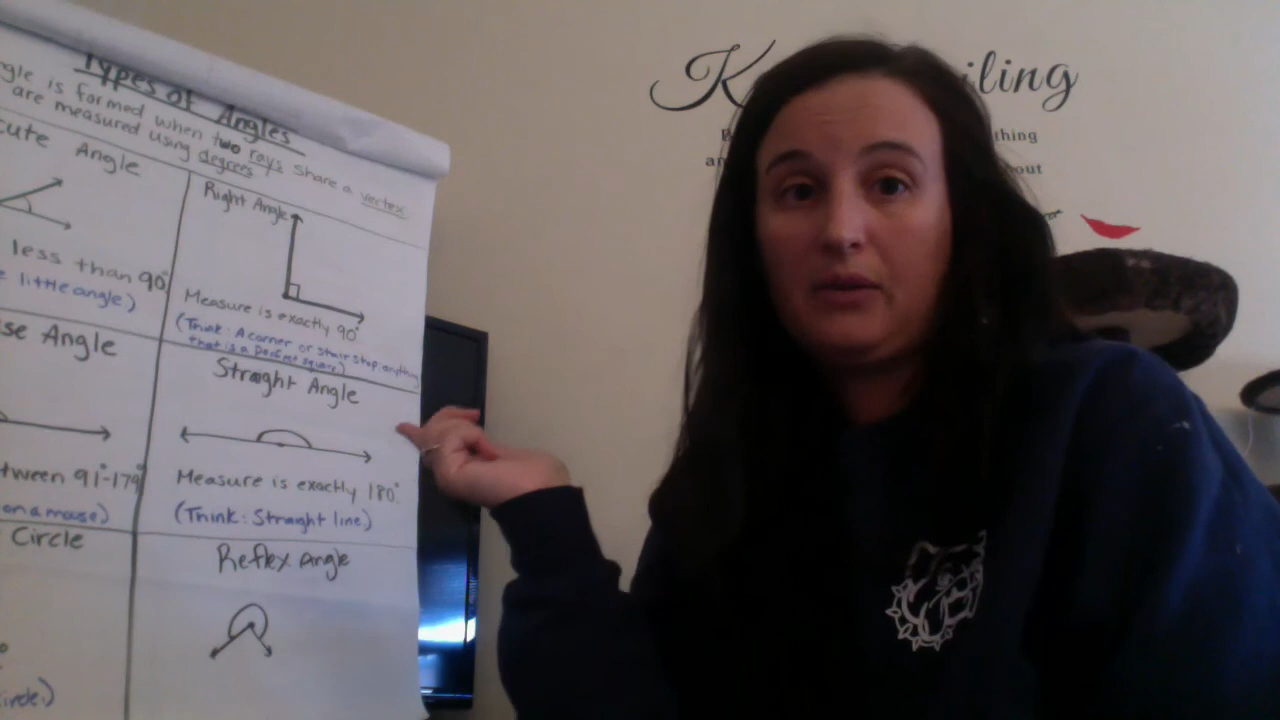 Types of Angles
ngle is formed when two rays share a vertex
are measured using degrees
cute Angle
less than 90°
e little angle)
Right Angle
Measure is exactly 90°
(Think: A corner or stair step, anything
that is a perfect square)
se Angle
tween 91°-179°
on a mouse)
Straight Angle
Measure is exactly 180°
(Think: Straight line)
Circle
ircle)
Reflex Angle
K iling
thing
an out